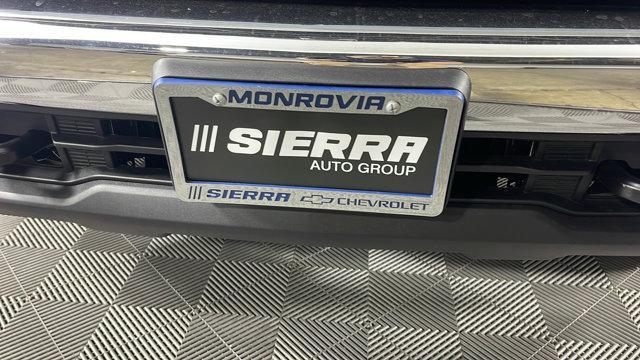 MONROVIA
SIERRA
AUTO GROUP
SIERRA CHEVROLET